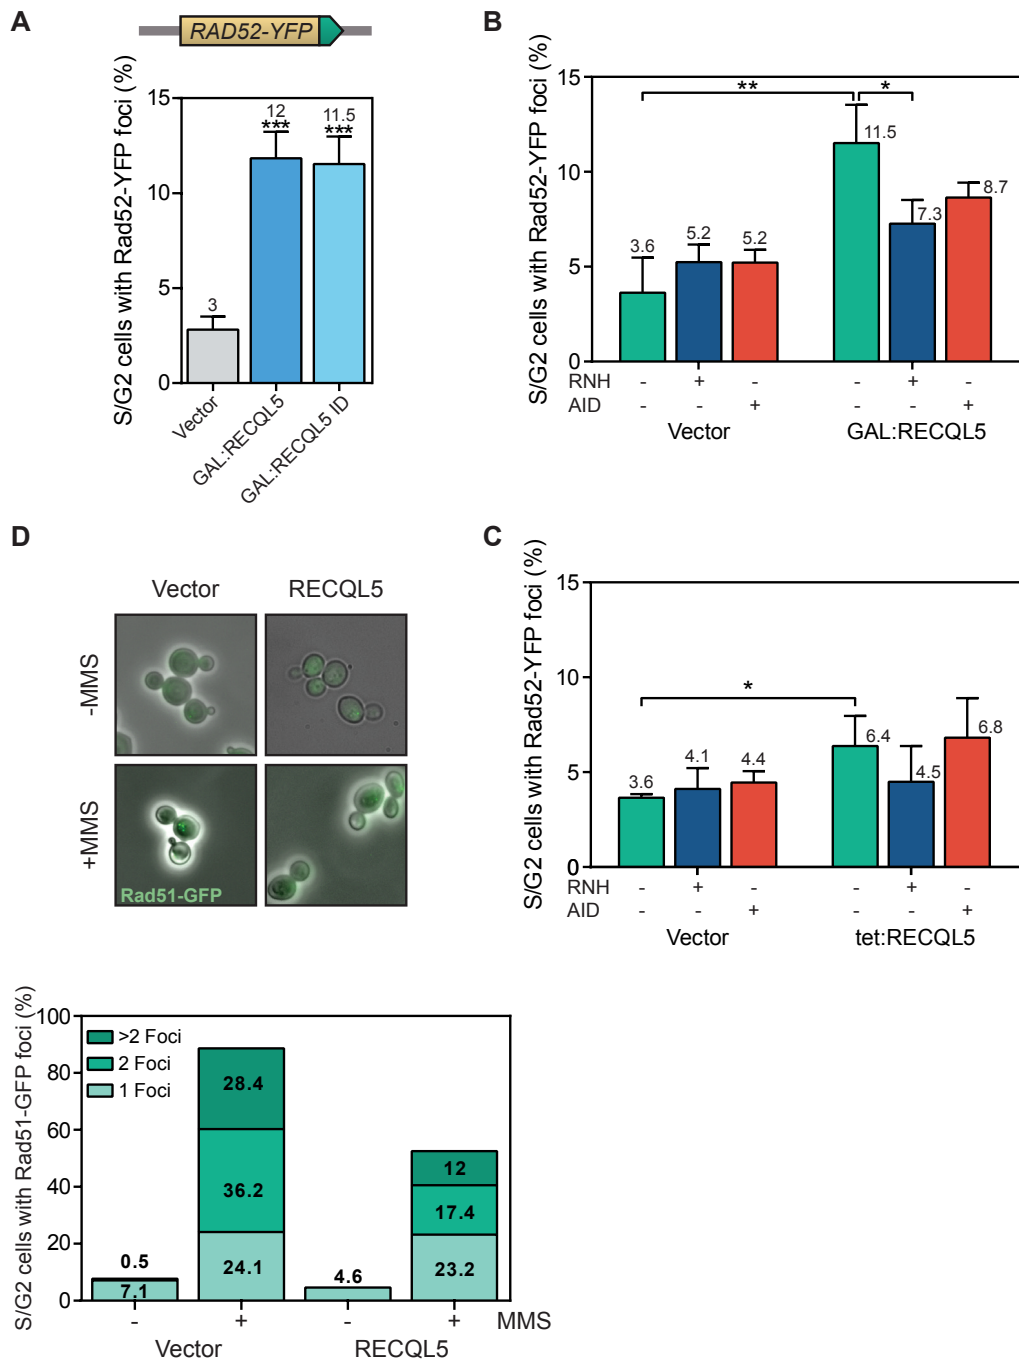 A
RAD52-YFP
S/G2 cells with Rad52-YFP foci (%)
15
10
5
0
3
12
***
11.5
***
Vector
GAL:RECQL5
GAL:RECQL5 ID
B
S/G2 cells with Rad52-YFP foci (%)
15
10
5
0
** *
3.6 5.2 5.2 11.5 7.3 8.7
RNH - + - - + -
AID - - + - - +
Vector GAL:RECQL5
D
Vector RECQL5
-MMS
+MMS
Rad51-GFP
C
S/G2 cells with Rad52-YFP foci (%)
15
10
5
0
*
3.6 4.1 4.4 6.4 4.5 6.8
RNH - + - - + -
AID - - + - - +
Vector tet:RECQL5
S/G2 cells with Rad51-GFP foci (%)
100
80
60
40
20
0
>2 Foci
2 Foci
1 Foci
0.5
7.1
28.4
36.2
24.1
4.6
12
17.4
23.2
- + - + MMS
Vector RECQL5